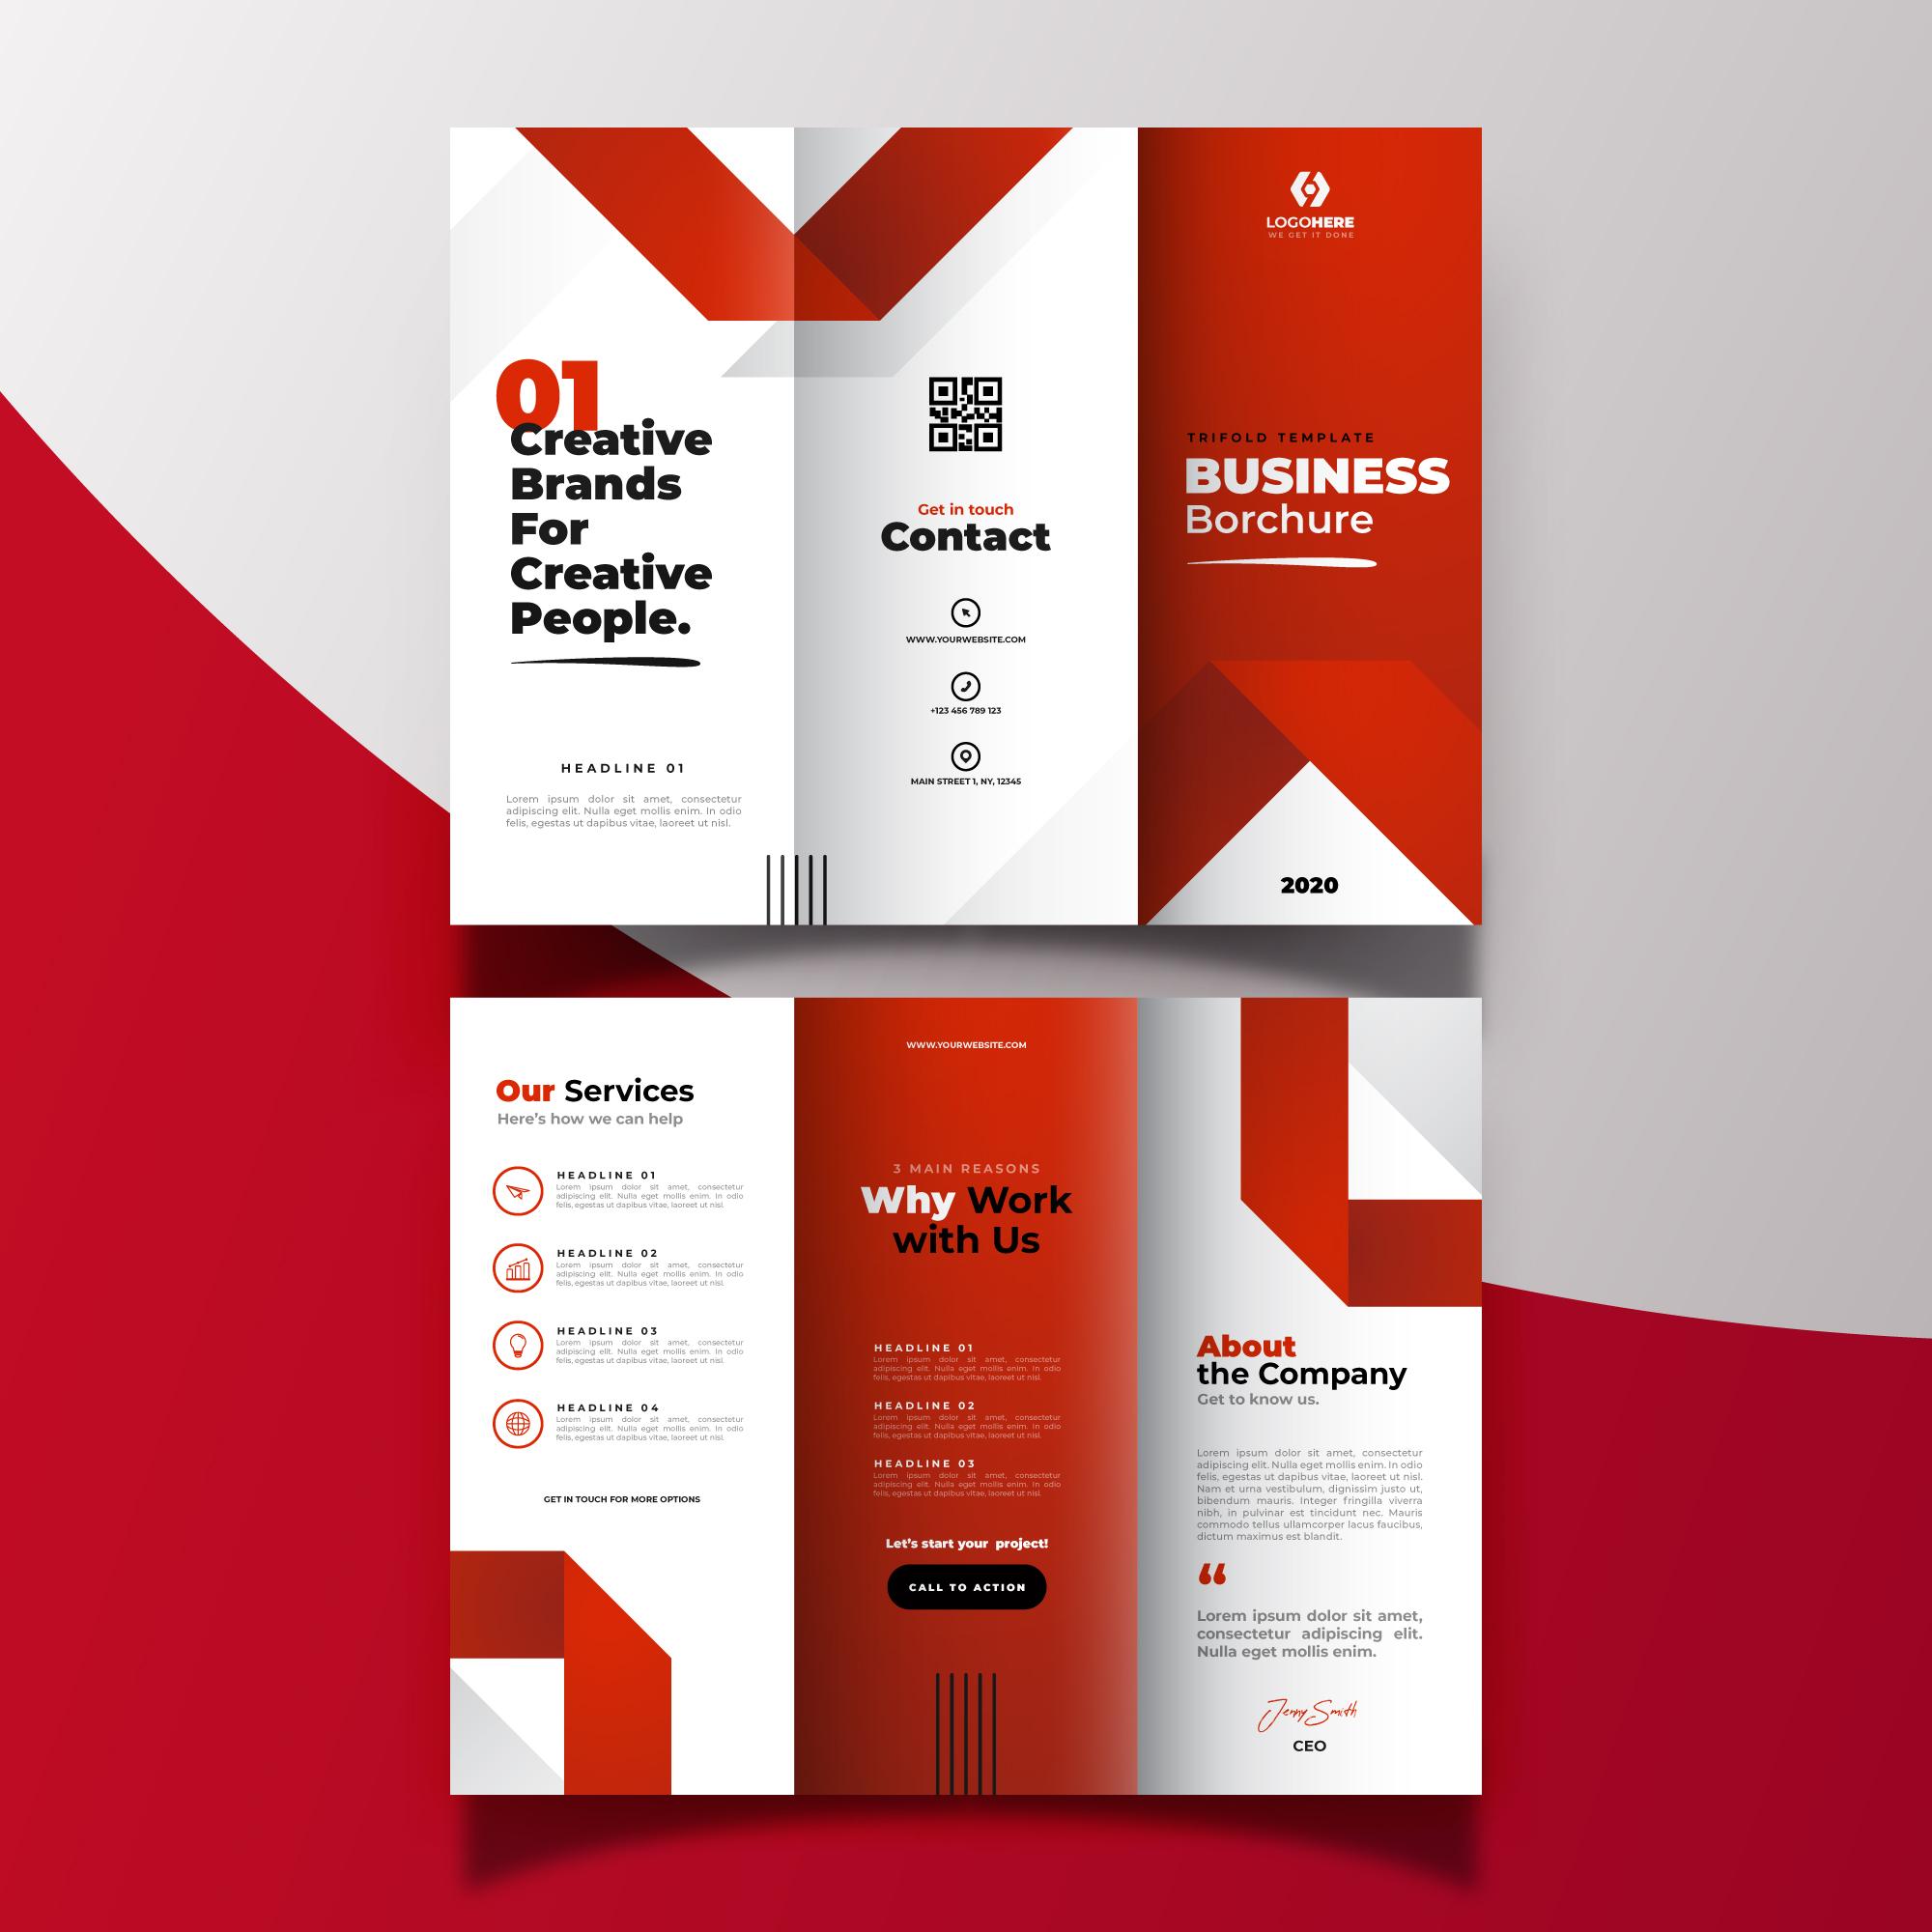 01
Creative
Brands
For
Creative
People.
HEADLINE 01
Lorem ipsum dolor sit amet, consectetur
adipiscing elit. Nulla eget mollis enim. In odio
felis, egestas ut dapibus vitae, laoreet ut nisl.
Get in touch
Contact
WWW.YOURWEBSITE.COM
+123 456 789 123
MAIN STREET 1, NY, 12345
LOGOHERE
WE GET IT DONE
TRIFOLD TEMPLATE
BUSINESS
Borchure
2020
Our Services
Here's how we can help
HEADLINE 01
Lorem ipsum dolor sit amet, consectetur
adipiscing elit. Nulla eget mollis enim. In odio
felis, egestas ut dapibus vitae, laoreet ut nisl.
HEADLINE 02
Lorem ipsum dolor sit amet, consectetur
adipiscing elit. Nulla eget mollis enim. In odio
felis, egestas ut dapibus vitae, laoreet ut nisl.
HEADLINE 03
Lorem ipsum dolor sit amet, consectetur
adipiscing elit. Nulla eget mollis enim. In odio
felis, egestas ut dapibus vitae, laoreet ut nisl.
HEADLINE 04
Lorem ipsum dolor sit amet, consectetur
adipiscing elit. Nulla eget mollis enim. In odio
felis, egestas ut dapibus vitae, laoreet ut nisl.
GET IN TOUCH FOR MORE OPTIONS
WWW.YOURWEBSITE.COM
3 MAIN REASONS
Why Work
with Us
HEADLINE 01
Lorem ipsum dolor sit amet, consectetur
adipiscing elit. Nulla eget mollis enim. In odio
felis, egestas ut dapibus vitae, laoreet ut nisl.
HEADLINE 02
Lorem ipsum dolor sit amet, consectetur
adipiscing elit. Nulla eget mollis enim. In odio
felis, egestas ut dapibus vitae, laoreet ut nisl.
HEADLINE 03
Lorem ipsum dolor sit amet, consectetur
adipiscing elit. Nulla eget mollis enim. In odio
felis, egestas ut dapibus vitae, laoreet ut nisl.
Let's start your project!
CALL TO ACTION
About
the Company
Get to know us.
Lorem ipsum dolor sit amet, consectetur
adipiscing elit. Nulla eget mollis enim. In odio
felis, egestas ut dapibus vitae, laoreet ut nisl.
Nam et urna vestibulum, dignissim justo ut,
bibendum mauris. Integer fringilla viverra
nibh, in pulvinar est tincidunt nec. Mauris
commodo tellus ullamcorper lacus faucibus,
dictum maximus est blandit.
“
Lorem ipsum dolor sit amet,
consectetur adipiscing elit.
Nulla eget mollis enim.
Jenny Smith
CEO